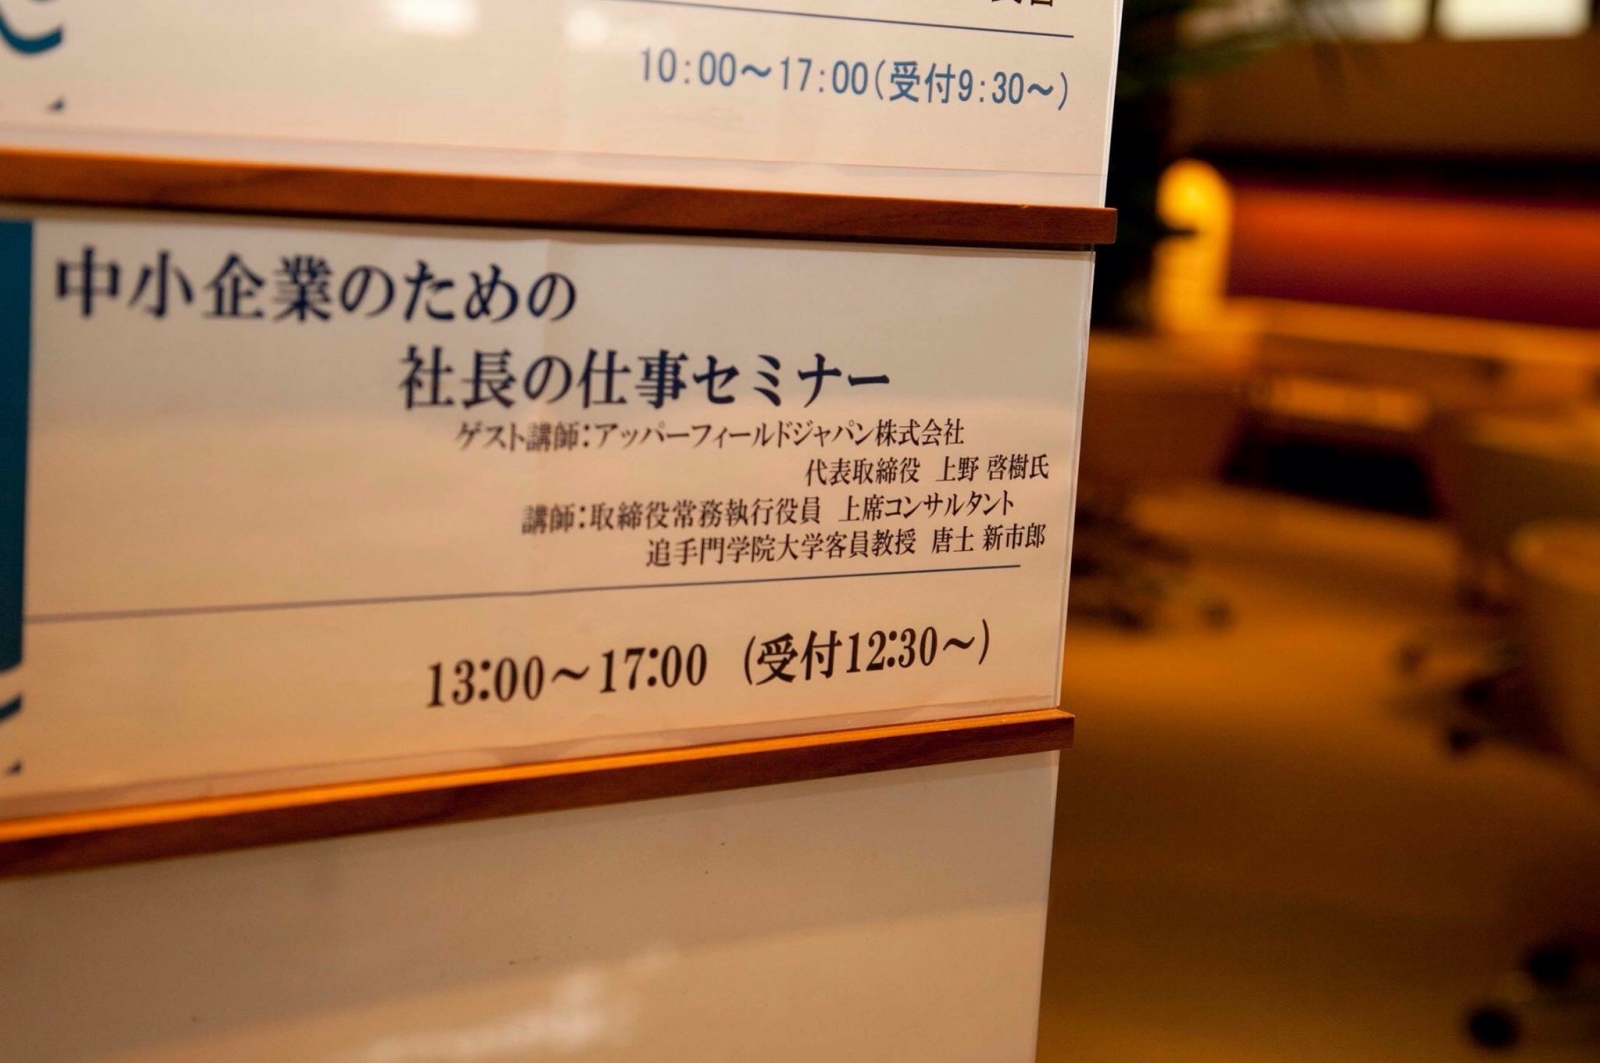 10:00～17:00(受付9:30～)
中小企業のための
社長の仕事セミナー
ゲスト講師：アッパーフィールドジャパン株式会社
代表取締役 上野 啓樹氏
講師：取締役常務執行役員 上席コンサルタント
追手門学院大学客員教授 唐土 新市郎
13:00～17:00 (受付12:30～)